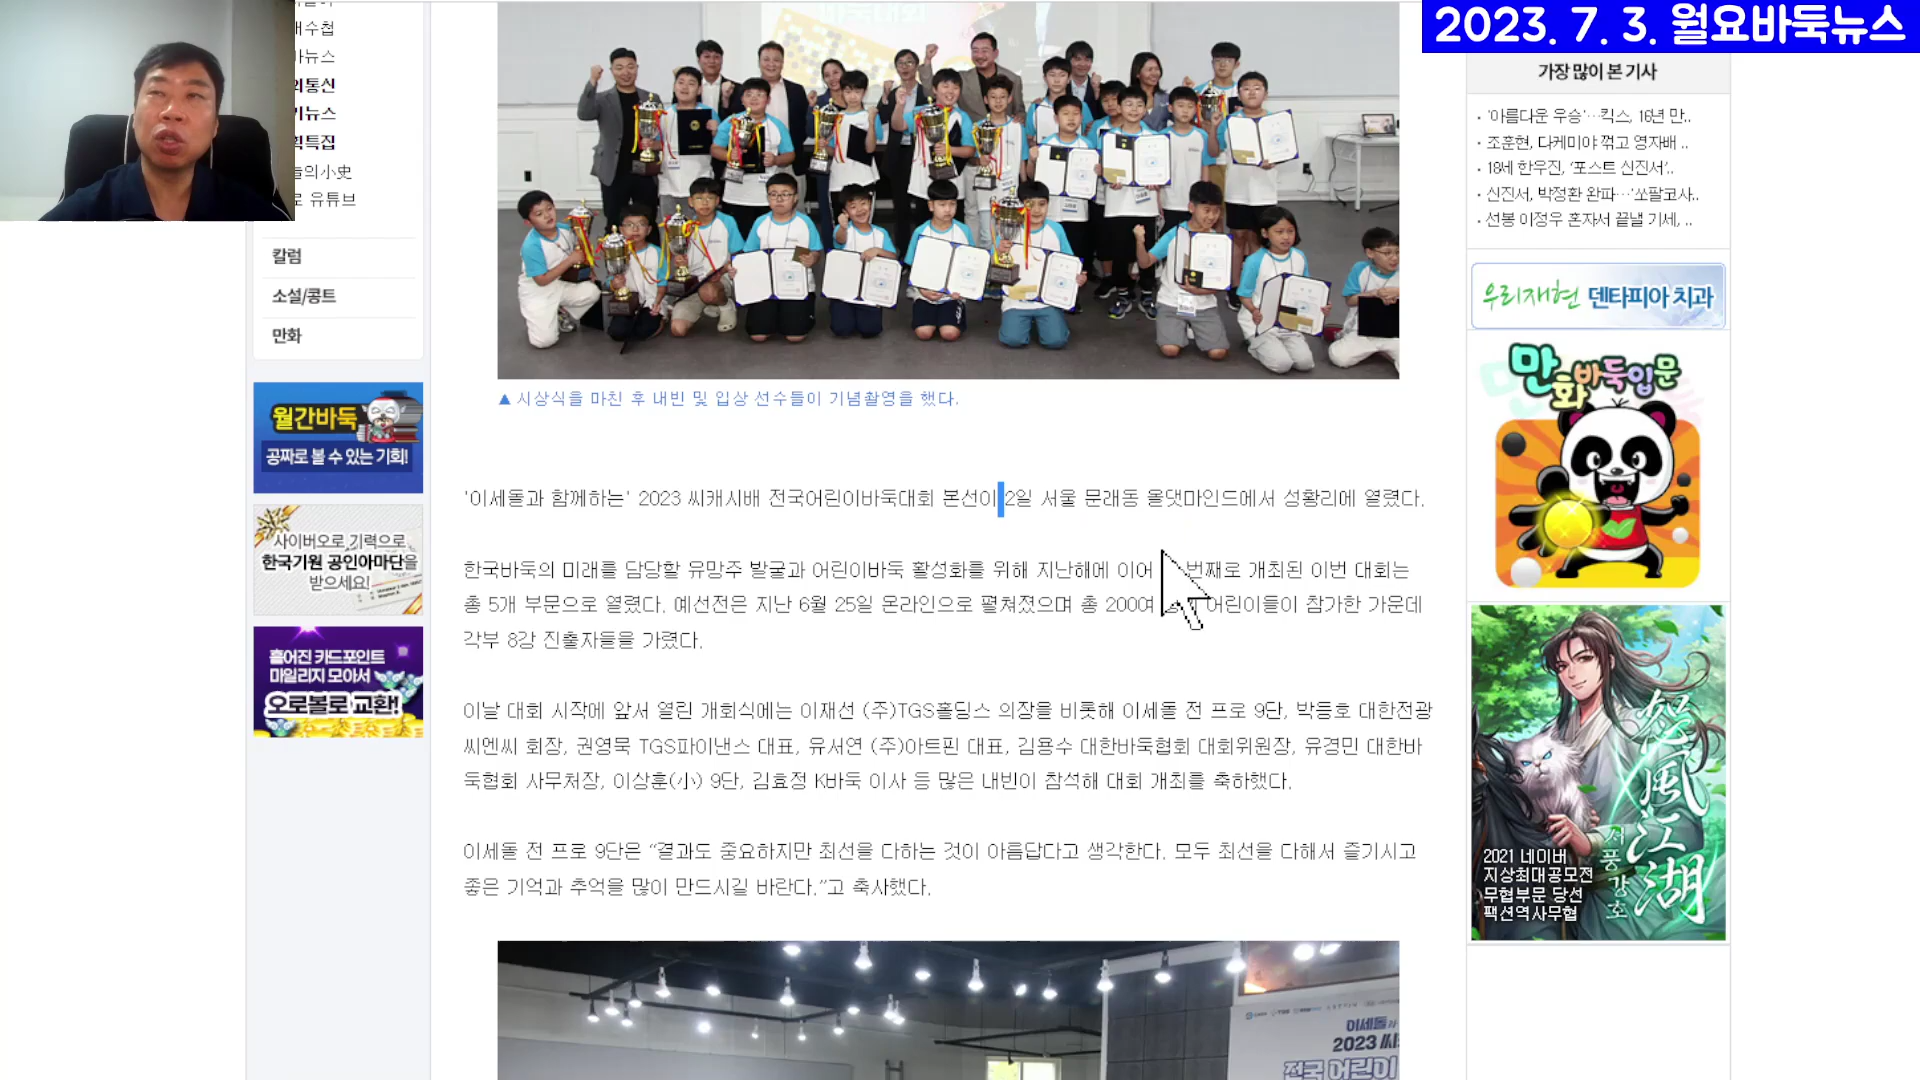 2023. 7. 3. 월요바둑뉴스
바둑대회
통신
뉴스
특집
오늘의小史
유튜브
칼럼
소설/콩트
만화
월간바둑
공짜로 볼 수 있는 기회!
사이버오로 기력으로
한국기원 공인아마단을
받으세요!
흩어진 카드포인트
마일리지 모아서
오로볼로 교환!
▲ 시상식을 마친 후 내빈 및 입상 선수들이 기념촬영을 했다.
'이세돌과 함께하는' 2023 씨캐시배 전국어린이바둑대회 본선이 2일 서울 문래동 올댓마인드에서 성황리에 열렸다.
한국바둑의 미래를 담당할 유망주 발굴과 어린이바둑 활성화를 위해 지난해에 이어 번째로 개최된 이번 대회는
총 5개 부문으로 열렸다. 예선전은 지난 6월 25일 온라인으로 펼쳐졌으며 총 200여 어린이들이 참가한 가운데
각부 8강 진출자들을 가렸다.
이날 대회 시작에 앞서 열린 개회식에는 이재선 (주)TGS홀딩스 의장을 비롯해 이세돌 전 프로 9단, 박등호 대한전광
씨엔씨 회장, 권영묵 TGS파이낸스 대표, 유서연 (주)아트핀 대표, 김용수 대한바둑협회 대회위원장, 유경민 대한바
둑협회 사무처장, 이상훈(小) 9단, 김효정 K바둑 이사 등 많은 내빈이 참석해 대회 개최를 축하했다.
이세돌 전 프로 9단은 “결과도 중요하지만 최선을 다하는 것이 아름답다고 생각한다. 모두 최선을 다해서 즐기시고
좋은 기억과 추억을 많이 만드시길 바란다.”고 축사했다.
이세돌과
2023 씨
전국 어린이
가장 많이 본 기사
· '아름다운 우승'…킥스, 16년 만..
· 조훈현, 다케미야 꺾고 영자배 ..
· 18세 한우진, ‘포스트 신진서’..
· 신진서, 박정환 완파…'쏘팔코사..
· 선봉 이정우 혼자서 끝낼 기세, ..
우리재현 덴타피아 치과
만화바둑입문
怒風江湖
서풍강호
2021 네이버
지상최대공모전
무협부문 당선
팩션역사무협